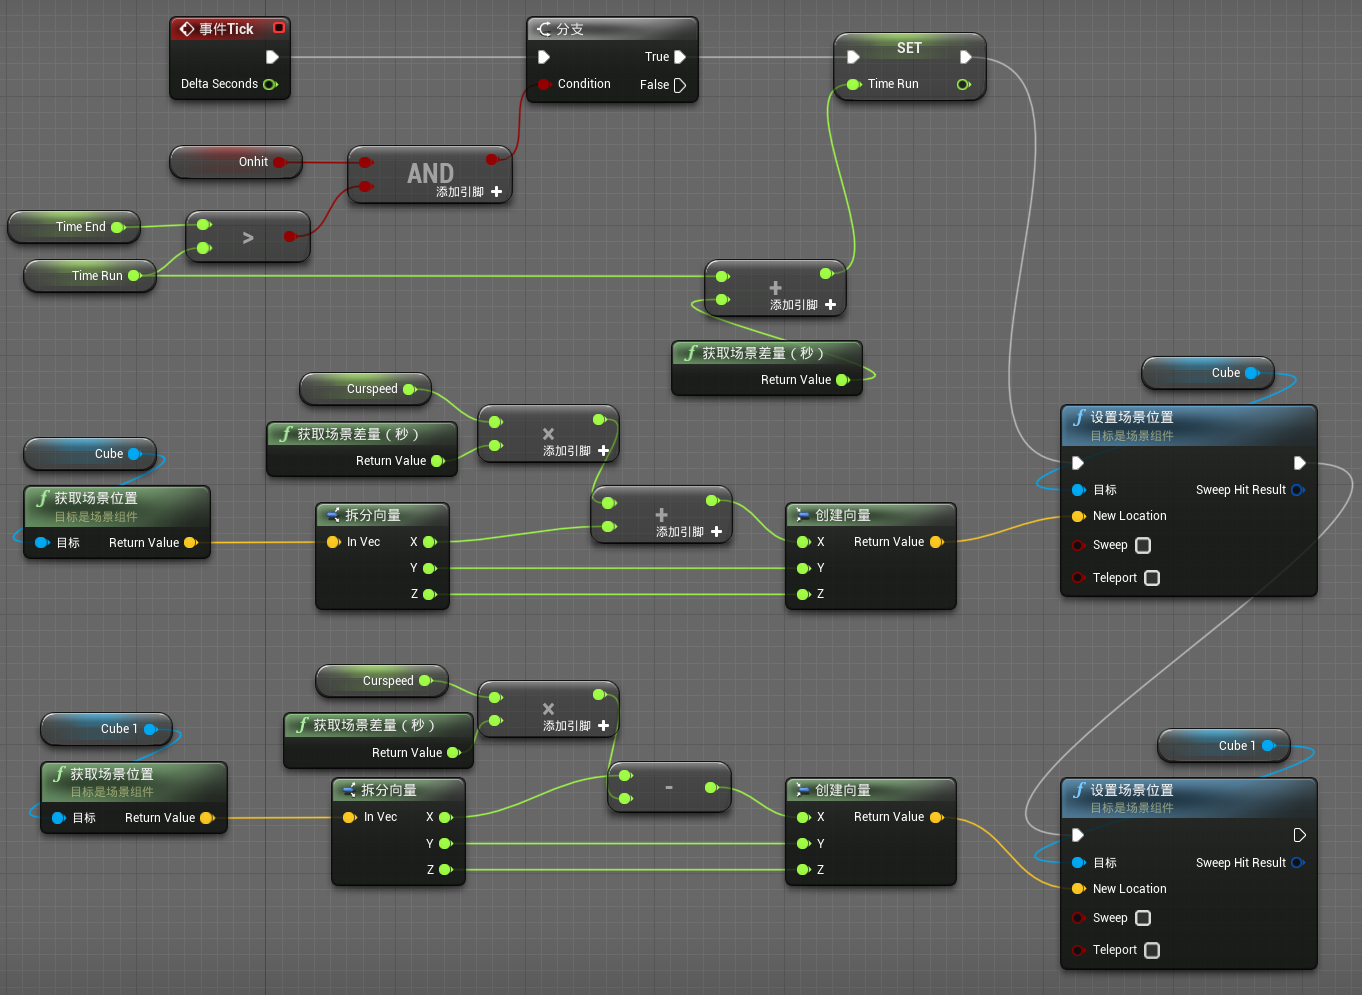 事件Tick
Delta Seconds
分支
True
Condition
False
SET
Time Run
Onhit
AND
添加引脚
Time End
>
Time Run
+
添加引脚
获取场景差量（秒）
Return Value
Curspeed
×
添加引脚
获取场景差量（秒）
Return Value
Cube
获取场景位置
目标是场景组件
目标
Return Value
拆分向量
In Vec
X
Y
Z
+
添加引脚
创建向量
X
Return Value
Y
Z
Cube
设置场景位置
目标是场景组件
目标
Sweep Hit Result
New Location
Sweep
Teleport
Curspeed
×
添加引脚
获取场景差量（秒）
Return Value
Cube 1
获取场景位置
目标是场景组件
目标
Return Value
拆分向量
In Vec
X
Y
Z
-
创建向量
X
Return Value
Y
Z
Cube 1
设置场景位置
目标是场景组件
目标
Sweep Hit Result
New Location
Sweep
Teleport